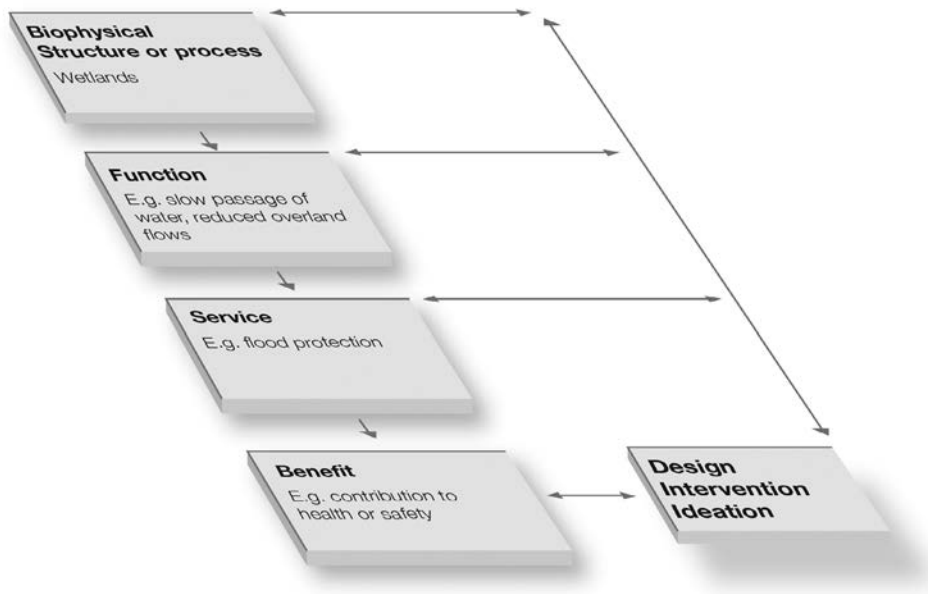 Biophysical
Structure or process
Wetlands
Function
E.g. slow passage of
water, reduced overland
flows
Service
E.g. flood protection
Benefit
E.g. contribution to
health or safety
Design
Intervention
Ideation